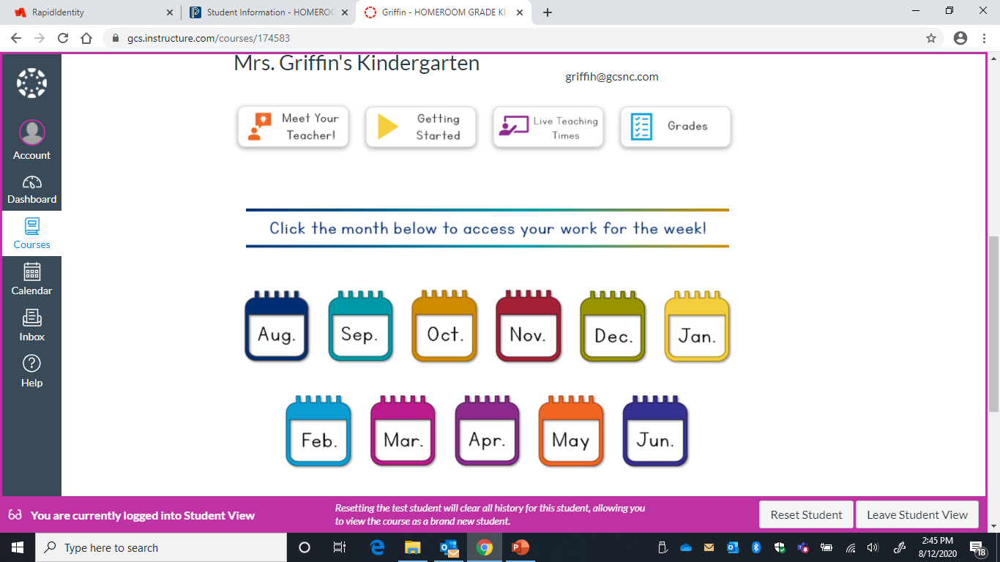 RapidIdentity
Student Information - HOMEROC
Griffin - HOMEROOM GRADE KI
gcs.instructure.com/courses/174583
Mrs. Griffin's Kindergarten
griffih@gcsnc.com
Meet Your
Teacher!
Getting
Started
Live Teaching
Times
Grades
Account
Dashboard
Courses
Calendar
Inbox
Help
Click the month below to access your work for the week!
Aug. Sep. Oct. Nov. Dec. Jan.
Feb. Mar. Apr. May Jun.
You are currently logged into Student View
Resetting the test student will clear all history for this student, allowing you
to view the course as a brand new student.
Reset Student
Leave Student View
Type here to search
2:45 PM
8/12/2020
18